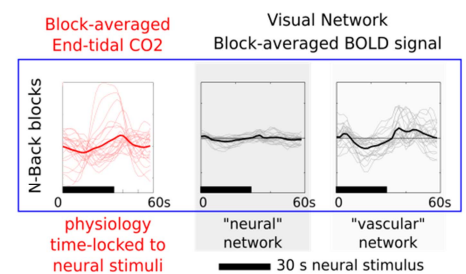 Block-averaged
End-tidal CO2
Visual Network
Block-averaged BOLD signal
N-Back blocks
0 60s
0 60s
0 60s
physiology
time-locked to
neural stimuli
"neural"
network
"vascular"
network
30 s neural stimulus